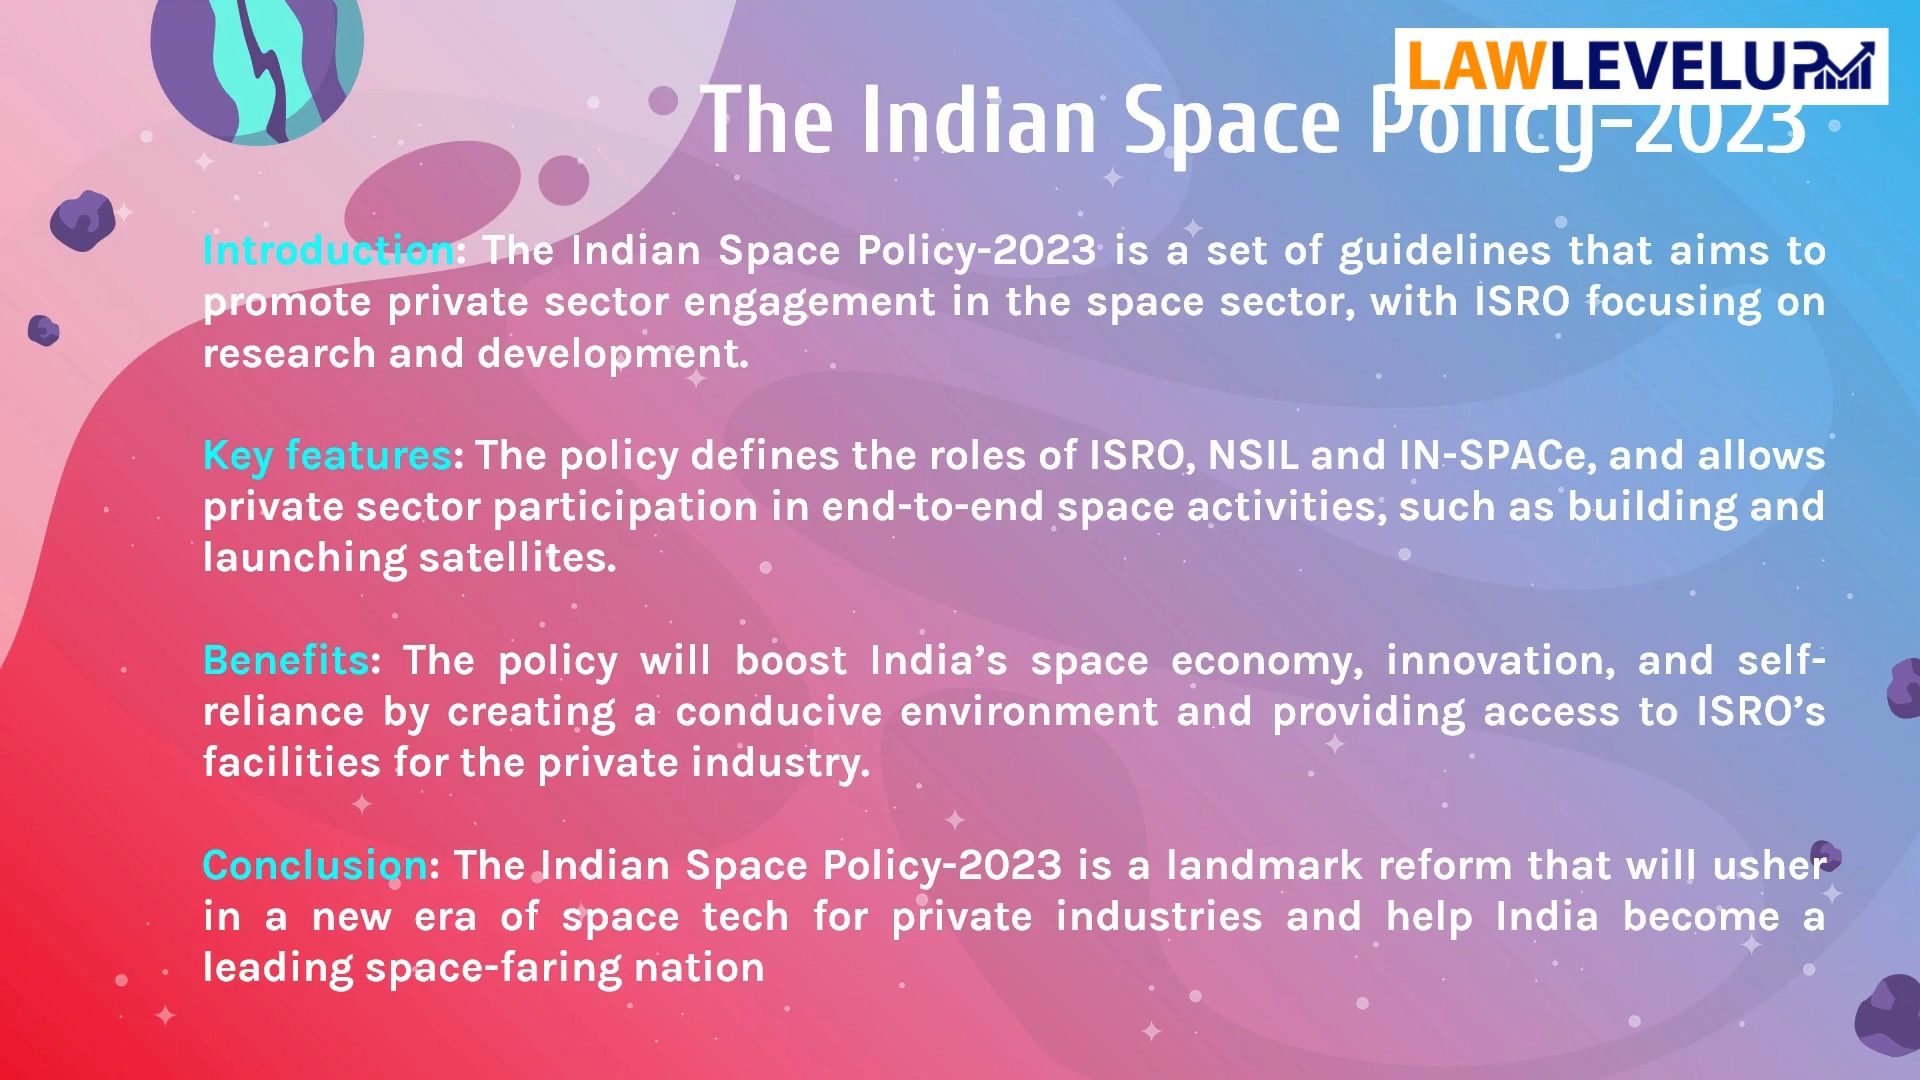 LAWLEVELUP
The Indian Space Policy-2023
Introduction: The Indian Space Policy-2023 is a set of guidelines that aims to
promote private sector engagement in the space sector, with ISRO focusing on
research and development.
Key features: The policy defines the roles of ISRO, NSIL and IN-SPACe, and allows
private sector participation in end-to-end space activities, such as building and
launching satellites.
Benefits: The policy will boost India’s space economy, innovation, and self-
reliance by creating a conducive environment and providing access to ISRO’s
facilities for the private industry.
Conclusion: The Indian Space Policy-2023 is a landmark reform that will usher
in a new era of space tech for private industries and help India become a
leading space-faring nation